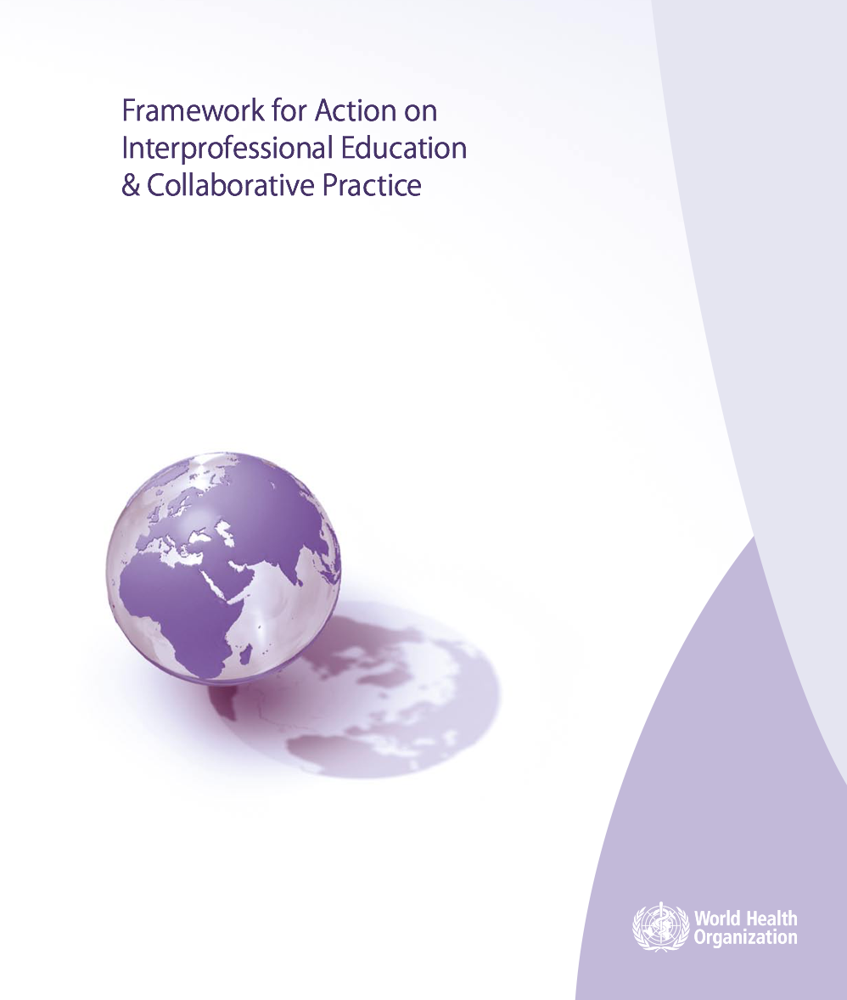 Framework for Action on
Interprofessional Education
& Collaborative Practice
World Health
Organization